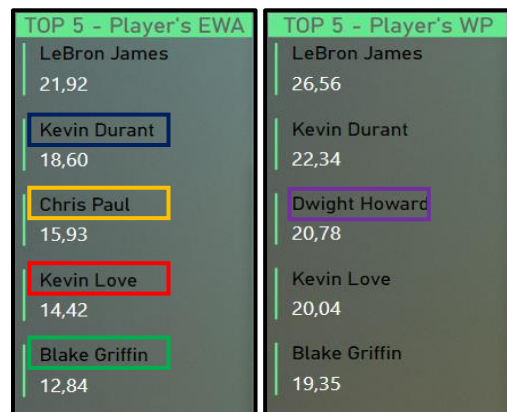 TOP 5 - Player's EWA
LeBron James
21,92
Kevin Durant
18,60
Chris Paul
15,93
Kevin Love
14,42
Blake Griffin
12,84
TOP 5 - Player's WP
LeBron James
26,56
Kevin Durant
22,34
Dwight Howard
20,78
Kevin Love
20,04
Blake Griffin
19,35